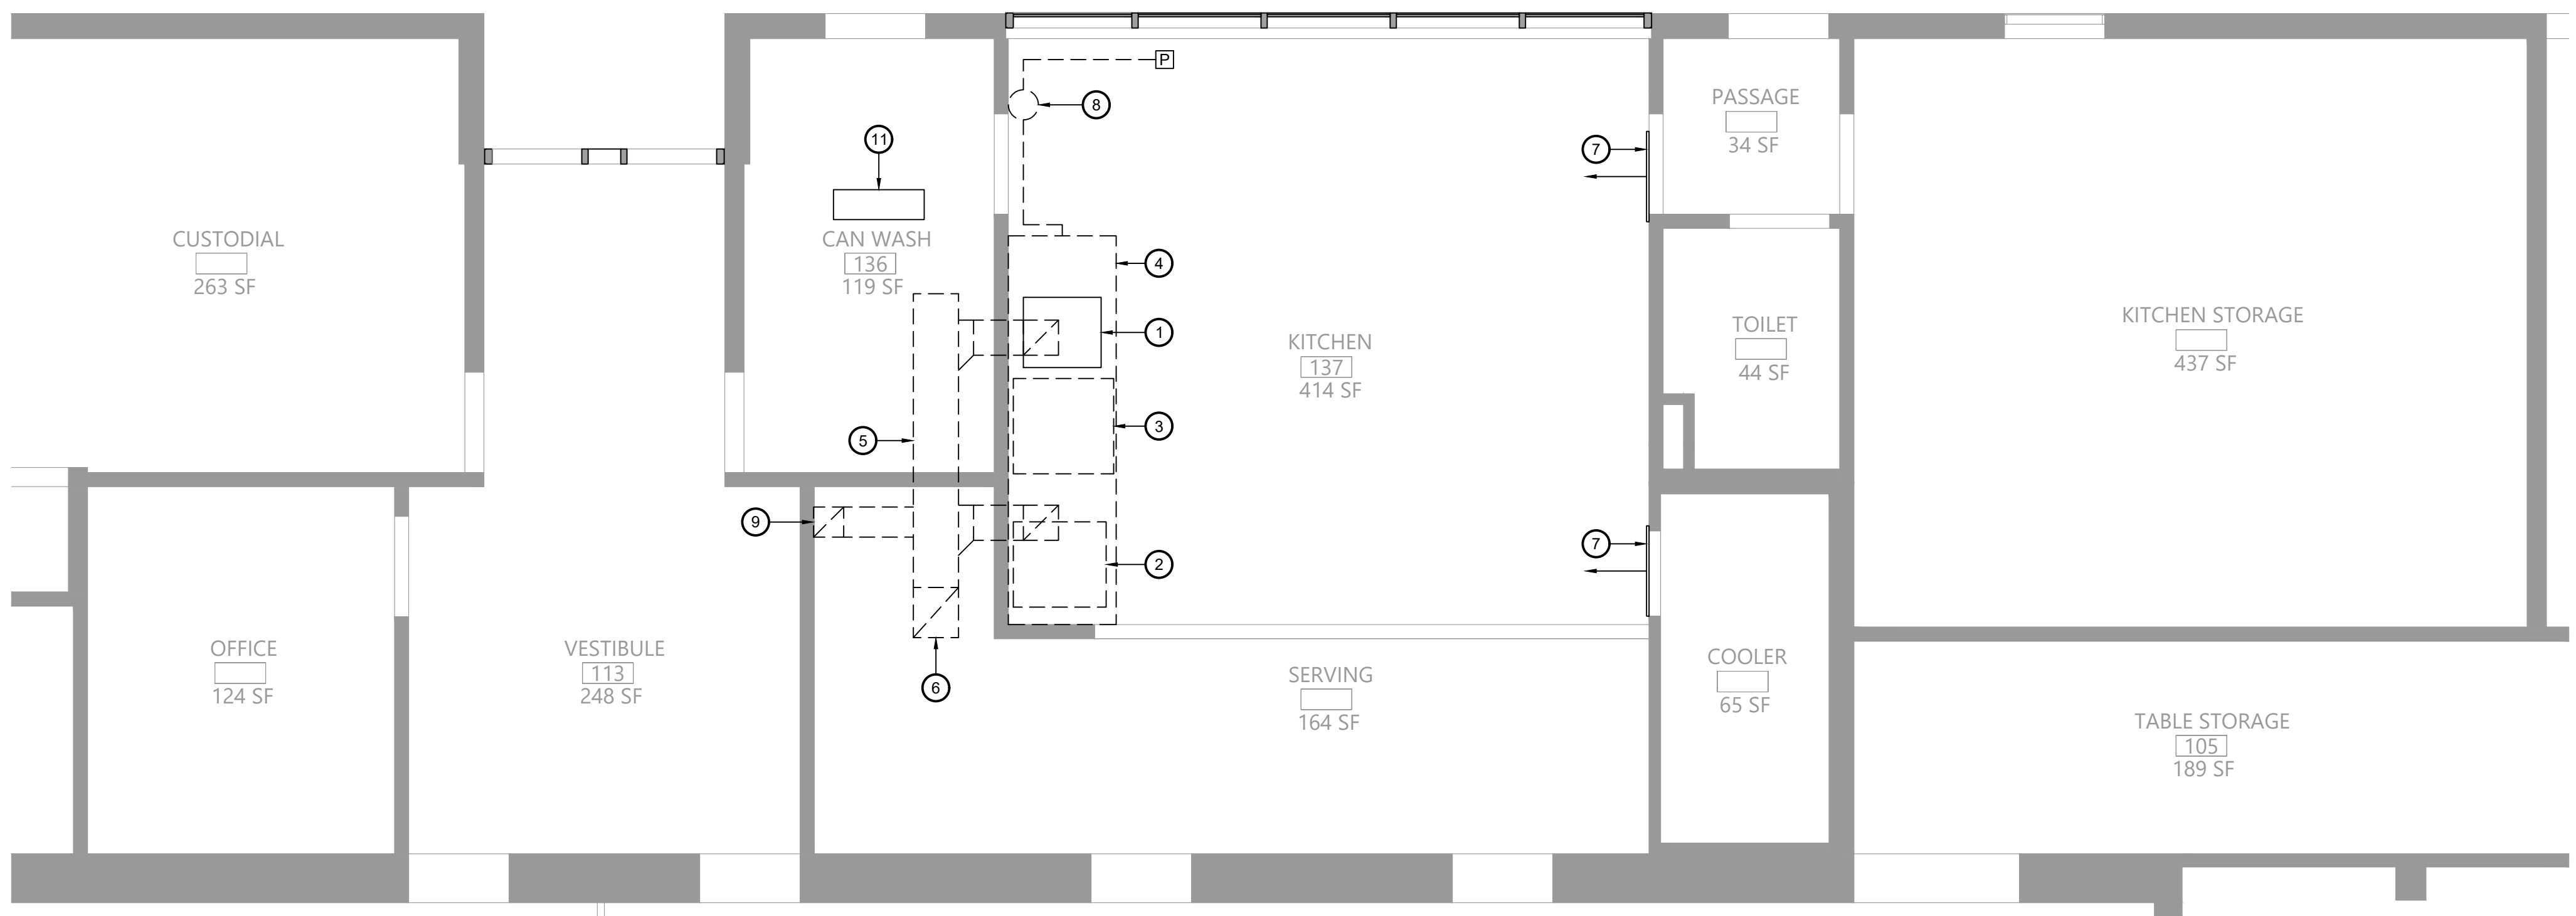 P
8
11
7
PASSAGE
34 SF
CUSTODIAL
263 SF
CAN WASH
136
119 SF
4
1
KITCHEN
137
414 SF
TOILET
44 SF
KITCHEN STORAGE
437 SF
5
3
9
7
2
OFFICE
124 SF
VESTIBULE
113
248 SF
6
SERVING
164 SF
COOLER
65 SF
TABLE STORAGE
105
189 SF